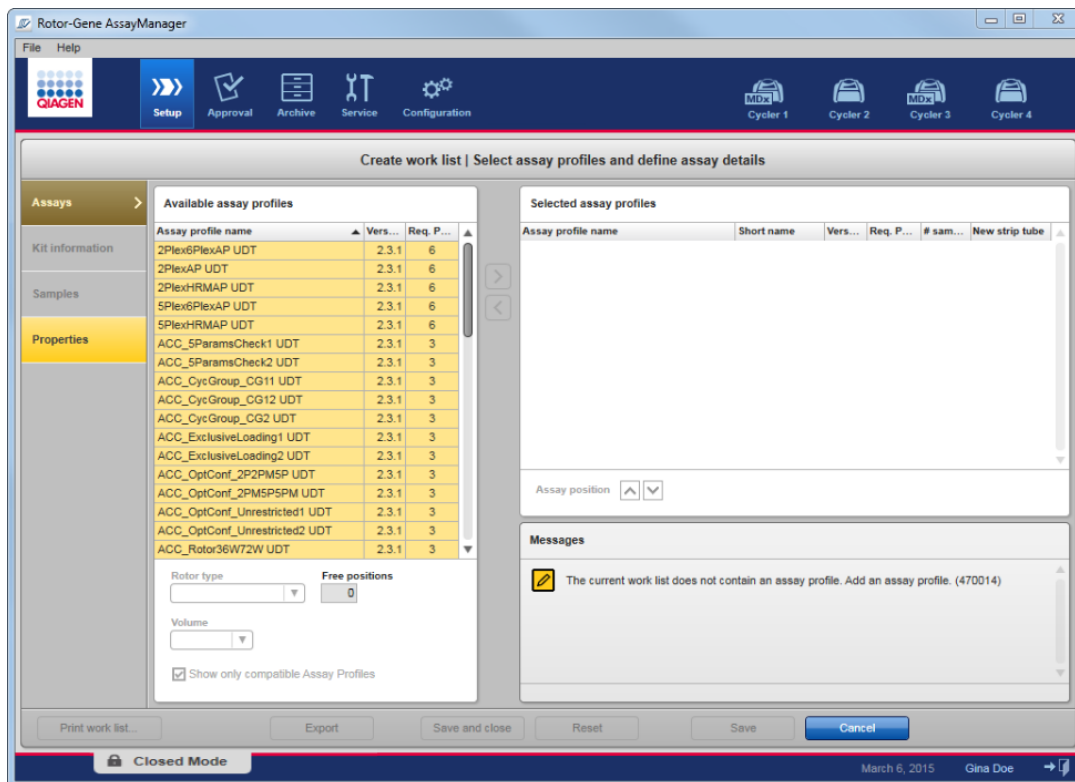 Rotor-Gene AssayManager
File Help
QIAGEN
Setup Approval Archive Service Configuration
MDx MDx
Cycler 1 Cycler 2 Cycler 3 Cycler 4
Create work list | Select assay profiles and define assay details
Assays
Kit information
Samples
Properties
Available assay profiles
Assay profile name Vers... Req. P...
2Plex6PlexAP UDT 2.3.1 6
2PlexAP UDT 2.3.1 6
2PlexHRMAP UDT 2.3.1 6
5Plex6PlexAP UDT 2.3.1 6
5PlexHRMAP UDT 2.3.1 6
ACC_5ParamsCheck1 UDT 2.3.1 3
ACC_5ParamsCheck2 UDT 2.3.1 3
ACC_CycGroup_CG11 UDT 2.3.1 3
ACC_CycGroup_CG12 UDT 2.3.1 3
ACC_CycGroup_CG2 UDT 2.3.1 3
ACC_ExclusiveLoading1 UDT 2.3.1 3
ACC_ExclusiveLoading2 UDT 2.3.1 3
ACC_OptConf_2P2PM5P UDT 2.3.1 3
ACC_OptConf_2PM5P5PM UDT 2.3.1 3
ACC_OptConf_Unrestricted1 UDT 2.3.1 3
ACC_OptConf_Unrestricted2 UDT 2.3.1 3
ACC_Rotor36W72W UDT 2.3.1 3
Rotor type Free positions
0
Volume
Show only compatible Assay Profiles
Selected assay profiles
Assay profile name Short name Vers... Req. P... # sam... New strip tube
Assay position
Messages
The current work list does not contain an assay profile. Add an assay profile. (470014)
Print work list... Export Save and close Reset Save Cancel
Closed Mode March 6, 2015 Gina Doe